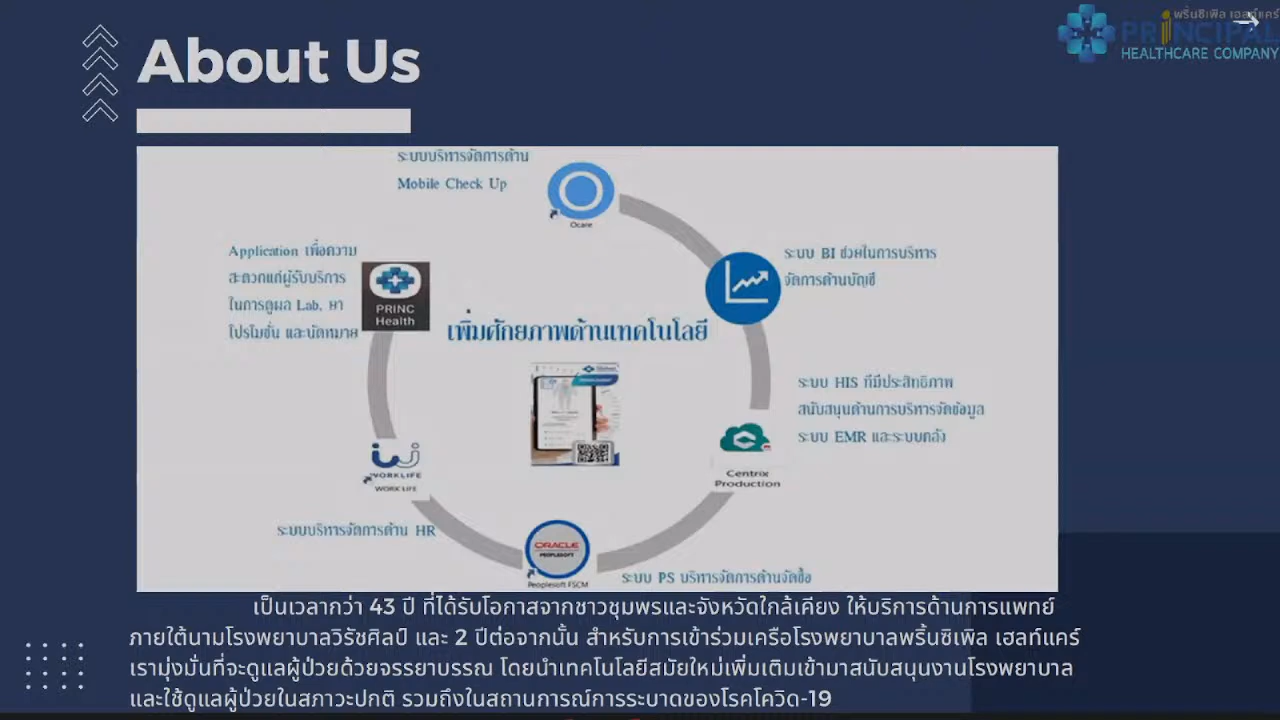 About Us
พริ้นซิเพิล เฮลท์แคร์
PRINCIPAL
HEALTHCARE COMPANY
ระบบบริหารจัดการด้าน
Mobile Check Up
Ocare
Application เพื่อความ
สะดวกแก่ผู้รับบริการ
ในการดูผล Lab, ยา
โปรโมชั่น และนัดหมาย
PRINC
Health
ระบบ BI ช่วยในการบริหาร
จัดการด้านบัญชี
เพิ่มศักยภาพด้านเทคโนโลยี
ระบบ HIS ที่มีประสิทธิภาพ
สนับสนุนด้านการบริหารจัดข้อมูล
ระบบ EMR และระบบคลัง
Centrix
Production
WORKLIFE
WORK LIFE
ระบบบริหารจัดการด้าน HR
ORACLE
PEOPLESOFT
Peoplesoft FSCM
ระบบ PS บริหารจัดการด้านจัดซื้อ
เป็นเวลากว่า 43 ปี ที่ได้รับโอกาสจากชาวชุมพรและจังหวัดใกล้เคียง ให้บริการด้านการแพทย์
ภายใต้นามโรงพยาบาลวิรัชศิลป์ และ 2 ปีต่อจากนั้น สำหรับการเข้าร่วมเครือโรงพยาบาลพริ้นซิเพิล เฮลท์แคร์
เรามุ่งมั่นที่จะดูแลผู้ป่วยด้วยจรรยาบรรณ โดยนำเทคโนโลยีสมัยใหม่เพิ่มเติมเข้ามาสนับสนุนงานโรงพยาบาล
และใช้ดูแลผู้ป่วยในสภาวะปกติ รวมถึงในสถานการณ์การระบาดของโรคโควิด-19